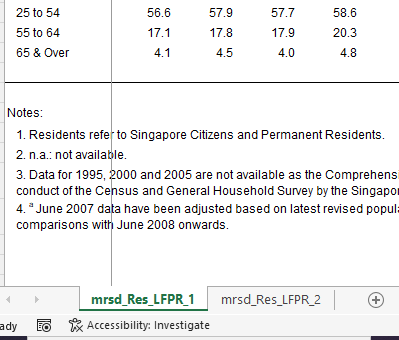 25 to 54 56.6 57.9 57.7 58.6
55 to 64 17.1 17.8 17.9 20.3
65 & Over 4.1 4.5 4.0 4.8
Notes:
1. Residents refer to Singapore Citizens and Permanent Residents.
2. n.a.: not available.
3. Data for 1995, 2000 and 2005 are not available as the Comprehensi
conduct of the Census and General Household Survey by the Singapo
4. ª June 2007 data have been adjusted based on latest revised popula
comparisons with June 2008 onwards.
mrsd_Res_LFPR_1 mrsd_Res_LFPR_2
ady Accessibility: Investigate